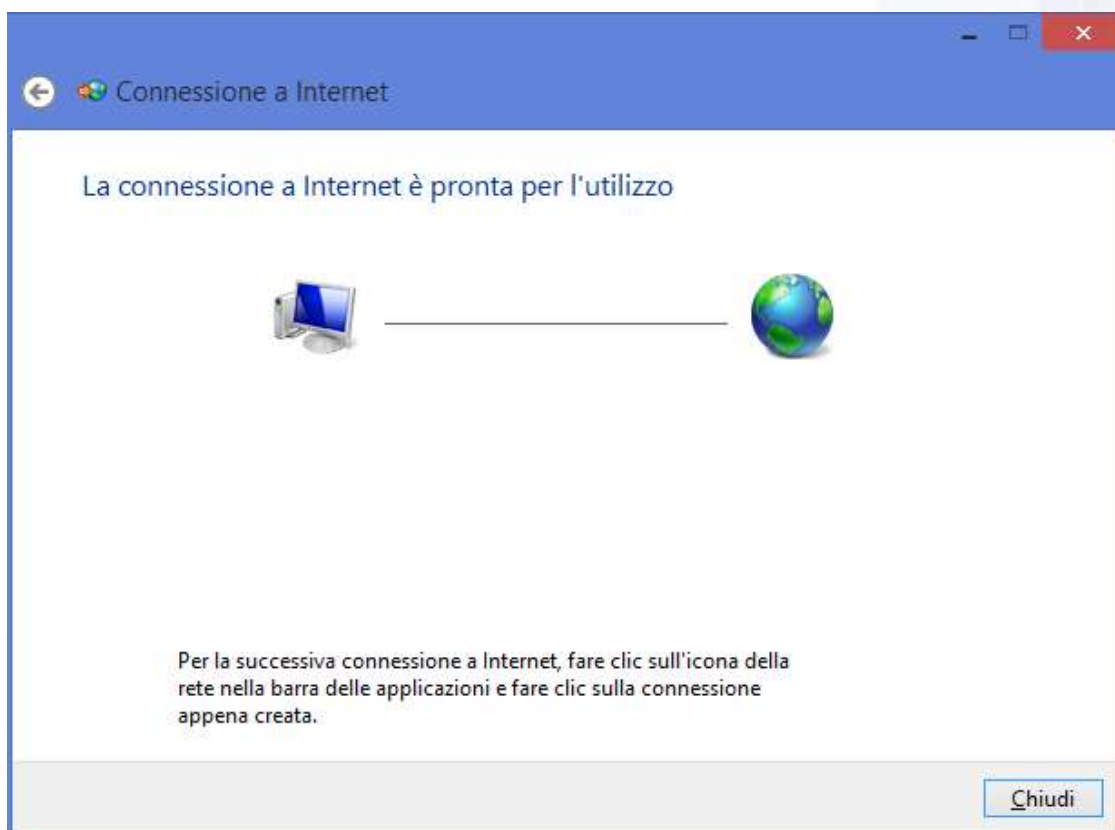 Connessione a Internet
La connessione a Internet è pronta per l'utilizzo
Per la successiva connessione a Internet, fare clic sull'icona della
rete nella barra delle applicazioni e fare clic sulla connessione
appena creata.
Chiudi